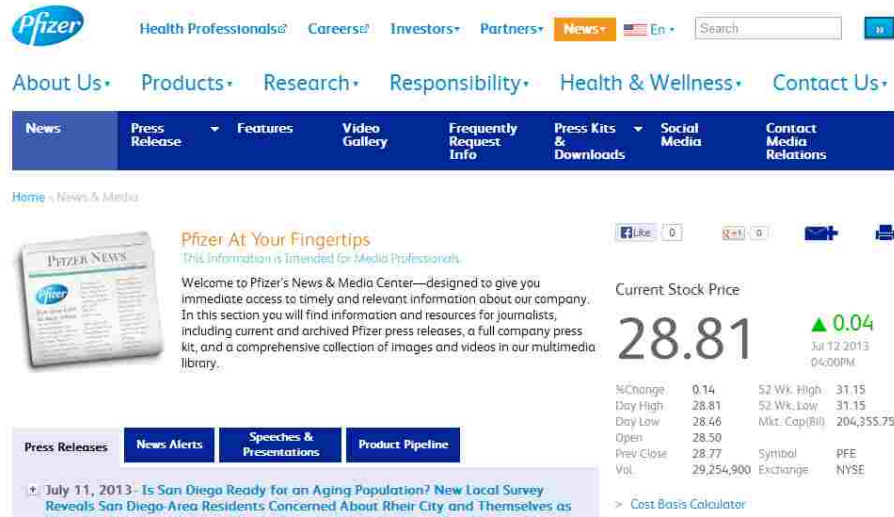 Pfizer
Health Professionals Careers Investors Partners News En Search »
About Us Products Research Responsibility Health & Wellness Contact Us
News
Press
Release
Features
Video
Gallery
Frequently
Request
Info
Press Kits
&
Downloads
Social
Media
Contact
Media
Relations
Home » News & Media
PFIZER NEWS
Pfizer
Pfizer At Your Fingertips
This Information is Intended for Media Professionals.
Welcome to Pfizer's News & Media Center—designed to give you
immediate access to timely and relevant information about our company.
In this section you will find information and resources for journalists,
including current and archived Pfizer press releases, a full company press
kit, and a comprehensive collection of images and videos in our multimedia
library.
Like 0 g+1 0
Current Stock Price
28.81 ▲ 0.04
Jul 12 2013
04:00PM
%Change 0.14 52 Wk. High 31.15
Day High 28.81 52 Wk. Low 31.15
Day Low 28.46 Mkt. Cap(Bil) 204,355.75
Open 28.50
Prev Close 28.77 Symbol PFE
Vol. 29,254,900 Exchange NYSE
> Cost Basis Calculator
Press Releases
News Alerts
Speeches &
Presentations
Product Pipeline
+ July 11, 2013 - Is San Diego Ready for an Aging Population? New Local Survey
Reveals San Diego-Area Residents Concerned About Rheir City and Themselves as